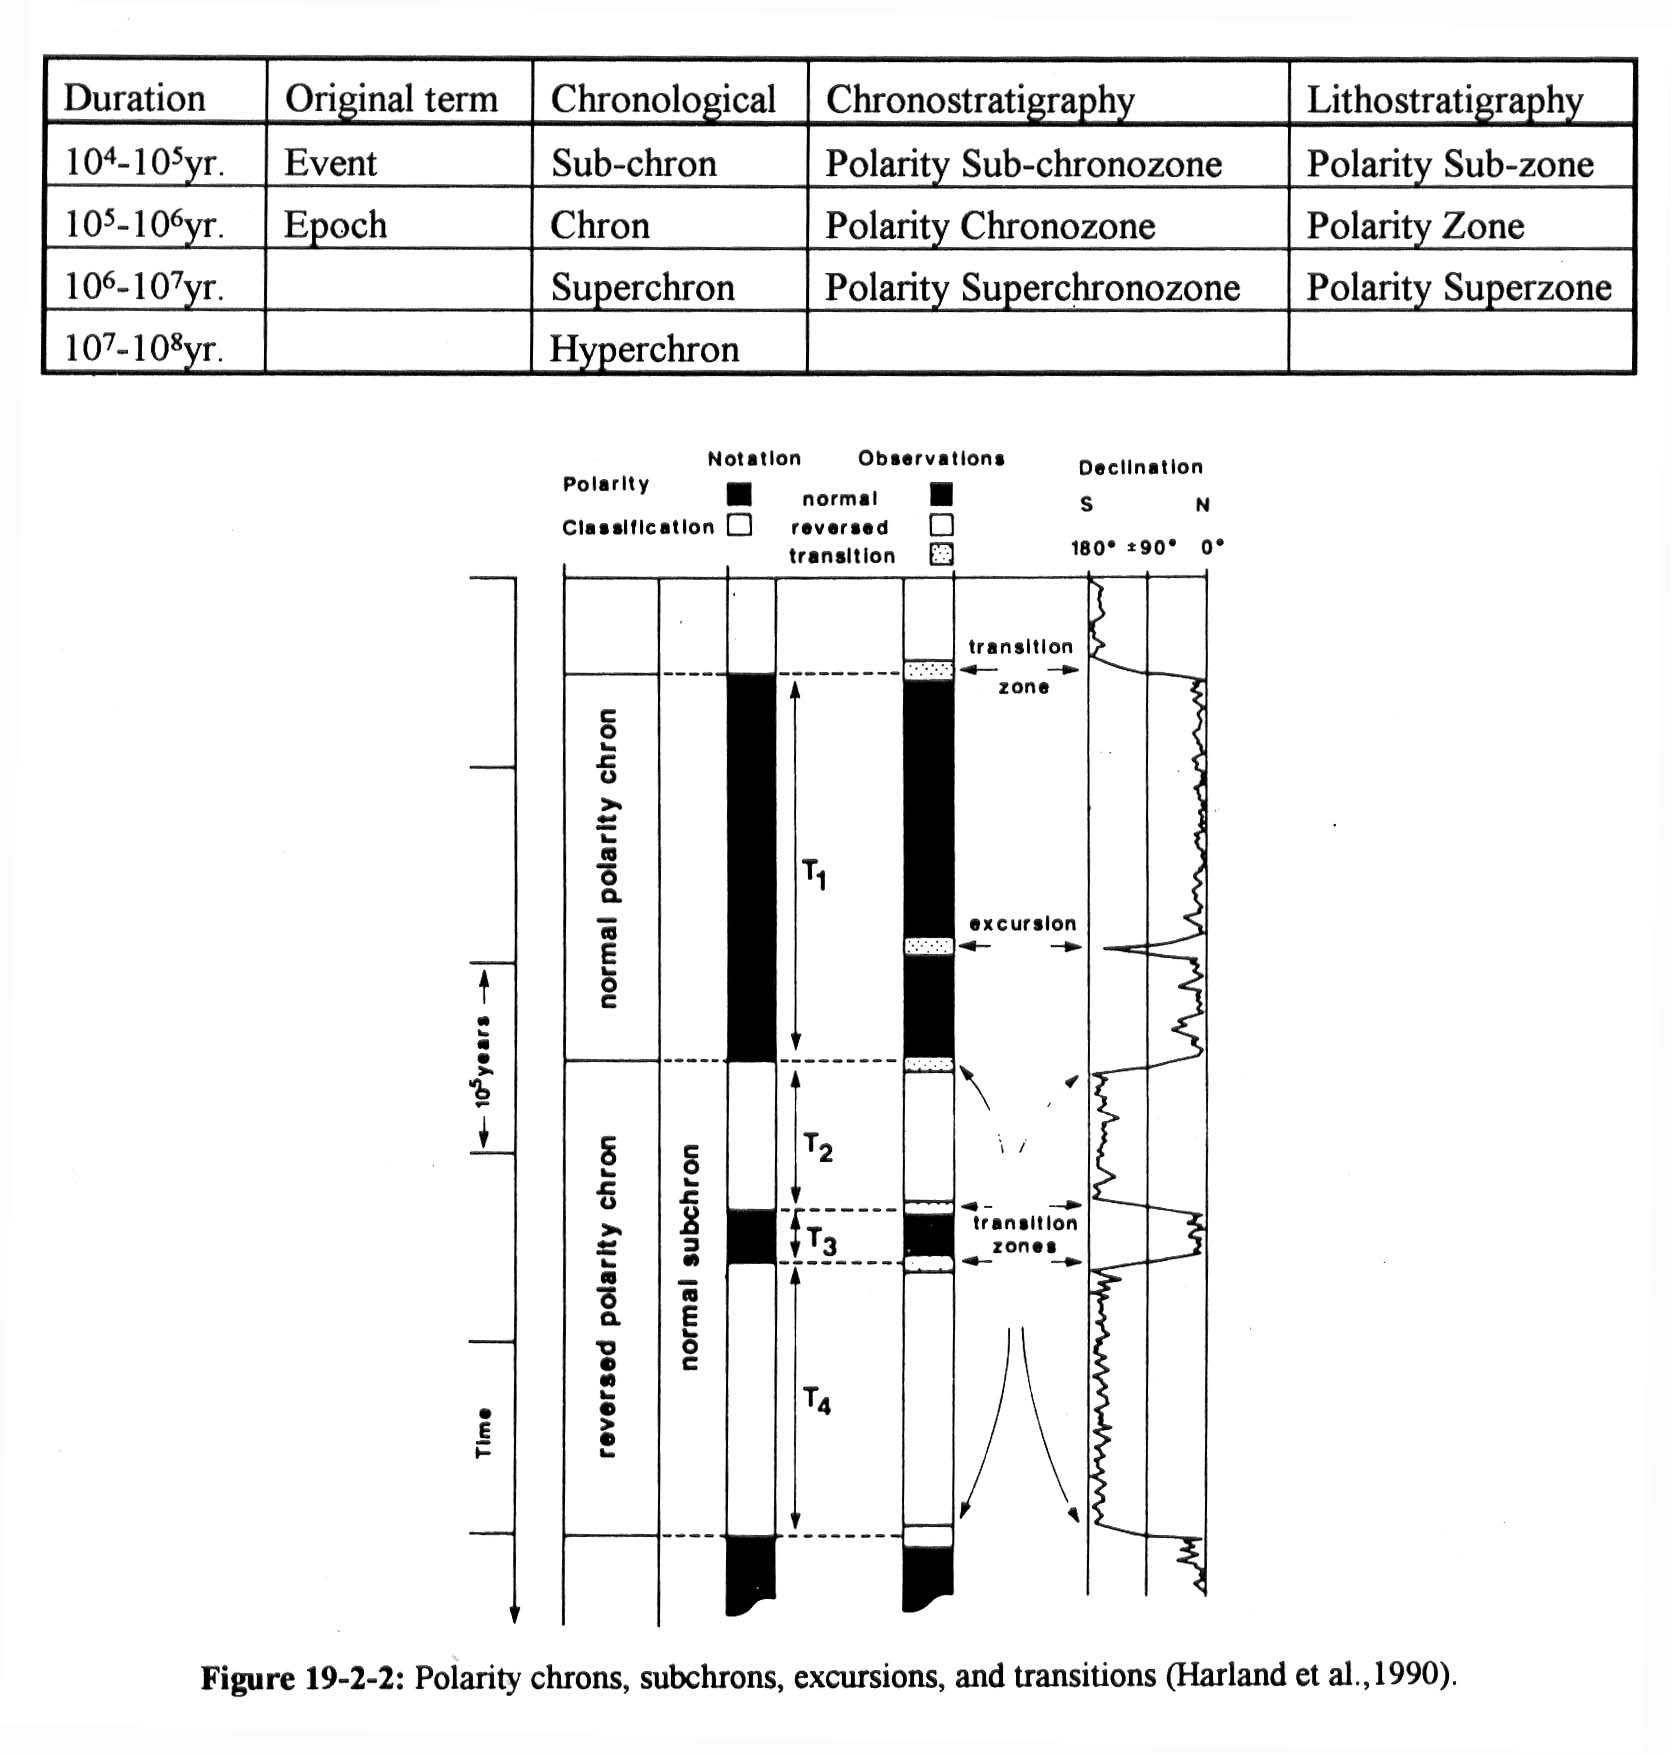 Duration Original term Chronological Chronostratigraphy Lithostratigraphy
10⁴-10⁵yr. Event Sub-chron Polarity Sub-chronozone Polarity Sub-zone
10⁵-10⁶yr. Epoch Chron Polarity Chronozone Polarity Zone
10⁶-10⁷yr. Superchron Polarity Superchronozone Polarity Superzone
10⁷-10⁸yr. Hyperchron
Notation Observations Declination
Polarity normal S N
Classification reversed
transition 180° ±90° 0°
transition
zone
normal polarity chron
T₁
excursion
10⁵years
T₂
reversed polarity chron
normal subchron
T₃
transition
zones
T₄
Time
Figure 19-2-2: Polarity chrons, subchrons, excursions, and transitions (Harland et al.,1990).